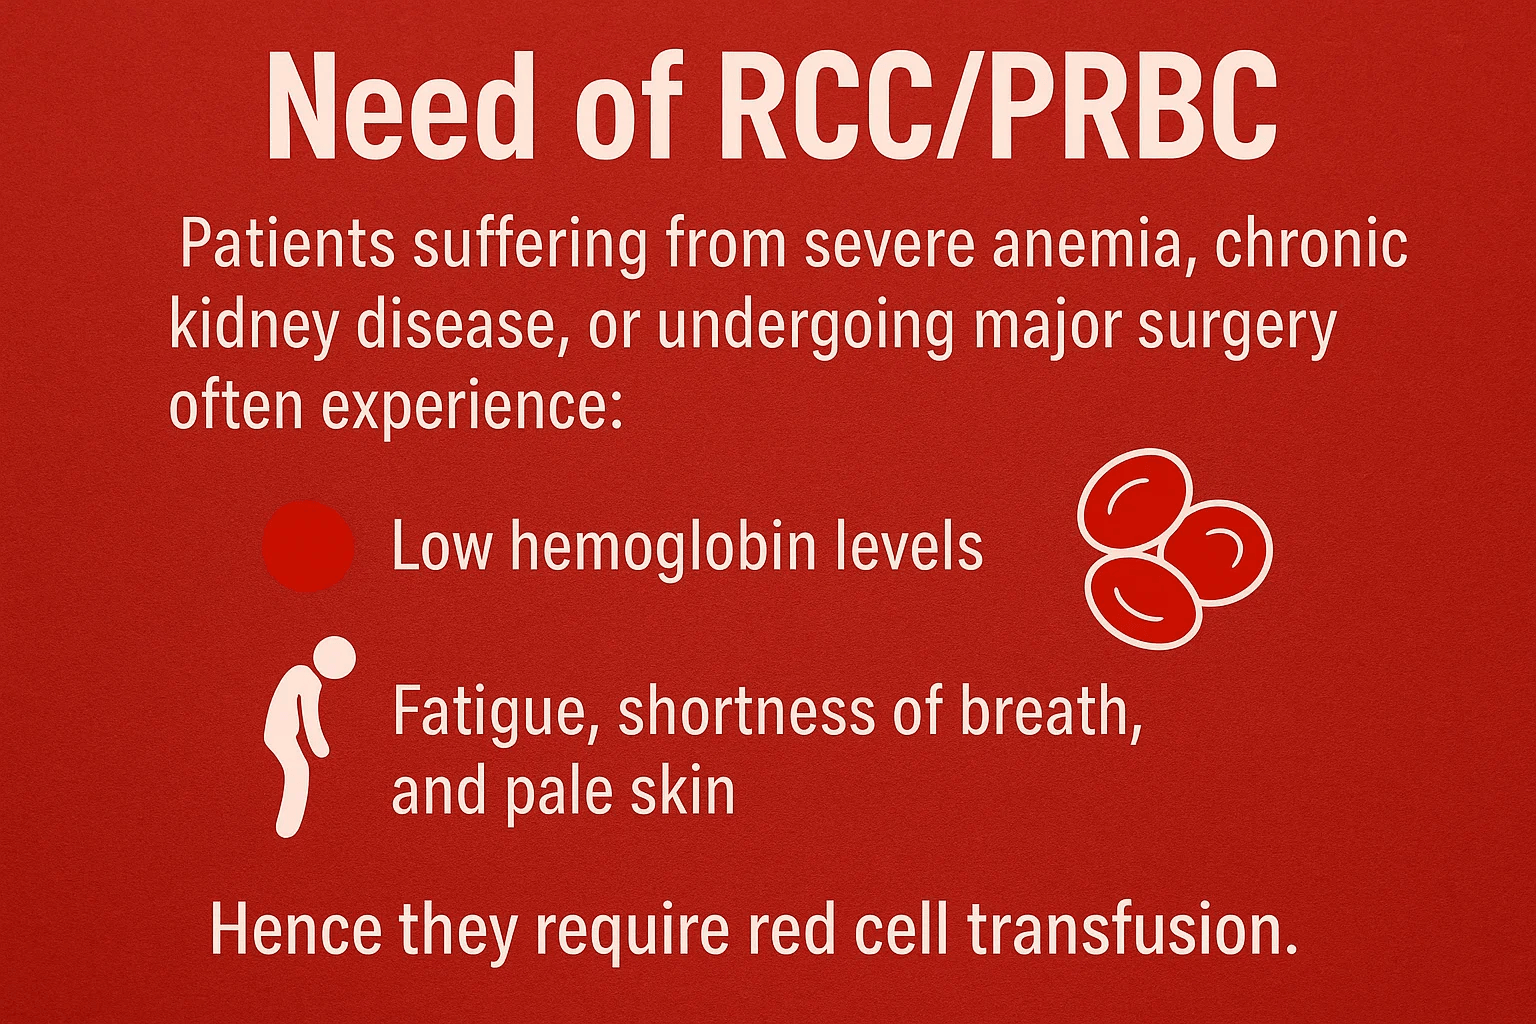 Need of RCC/PRBC
Patients suffering from severe anemia, chronic
kidney disease, or undergoing major surgery
often experience:
Low hemoglobin levels
Fatigue, shortness of breath,
and pale skin
Hence they require red cell transfusion.